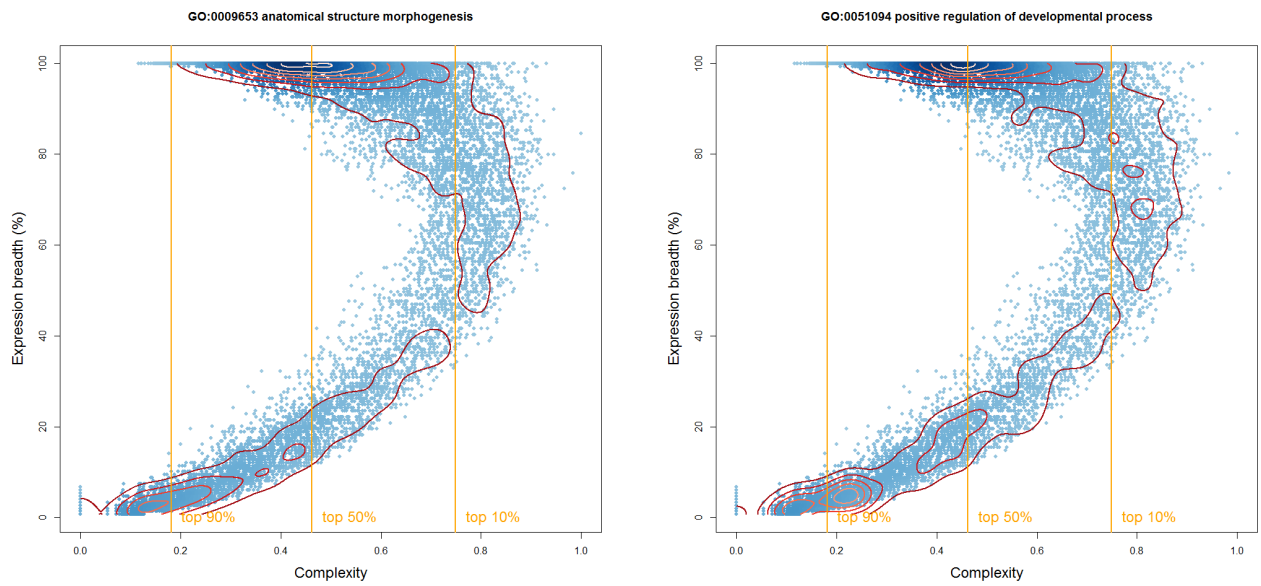 GO:0009653 anatomical structure morphogenesis
Expression breadth (%)
100
80
60
40
20
0
top 90%
top 50%
top 10%
0.0 0.2 0.4 0.6 0.8 1.0
Complexity
GO:0051094 positive regulation of developmental process
Expression breadth (%)
100
80
60
40
20
0
top 90%
top 50%
top 10%
0.0 0.2 0.4 0.6 0.8 1.0
Complexity